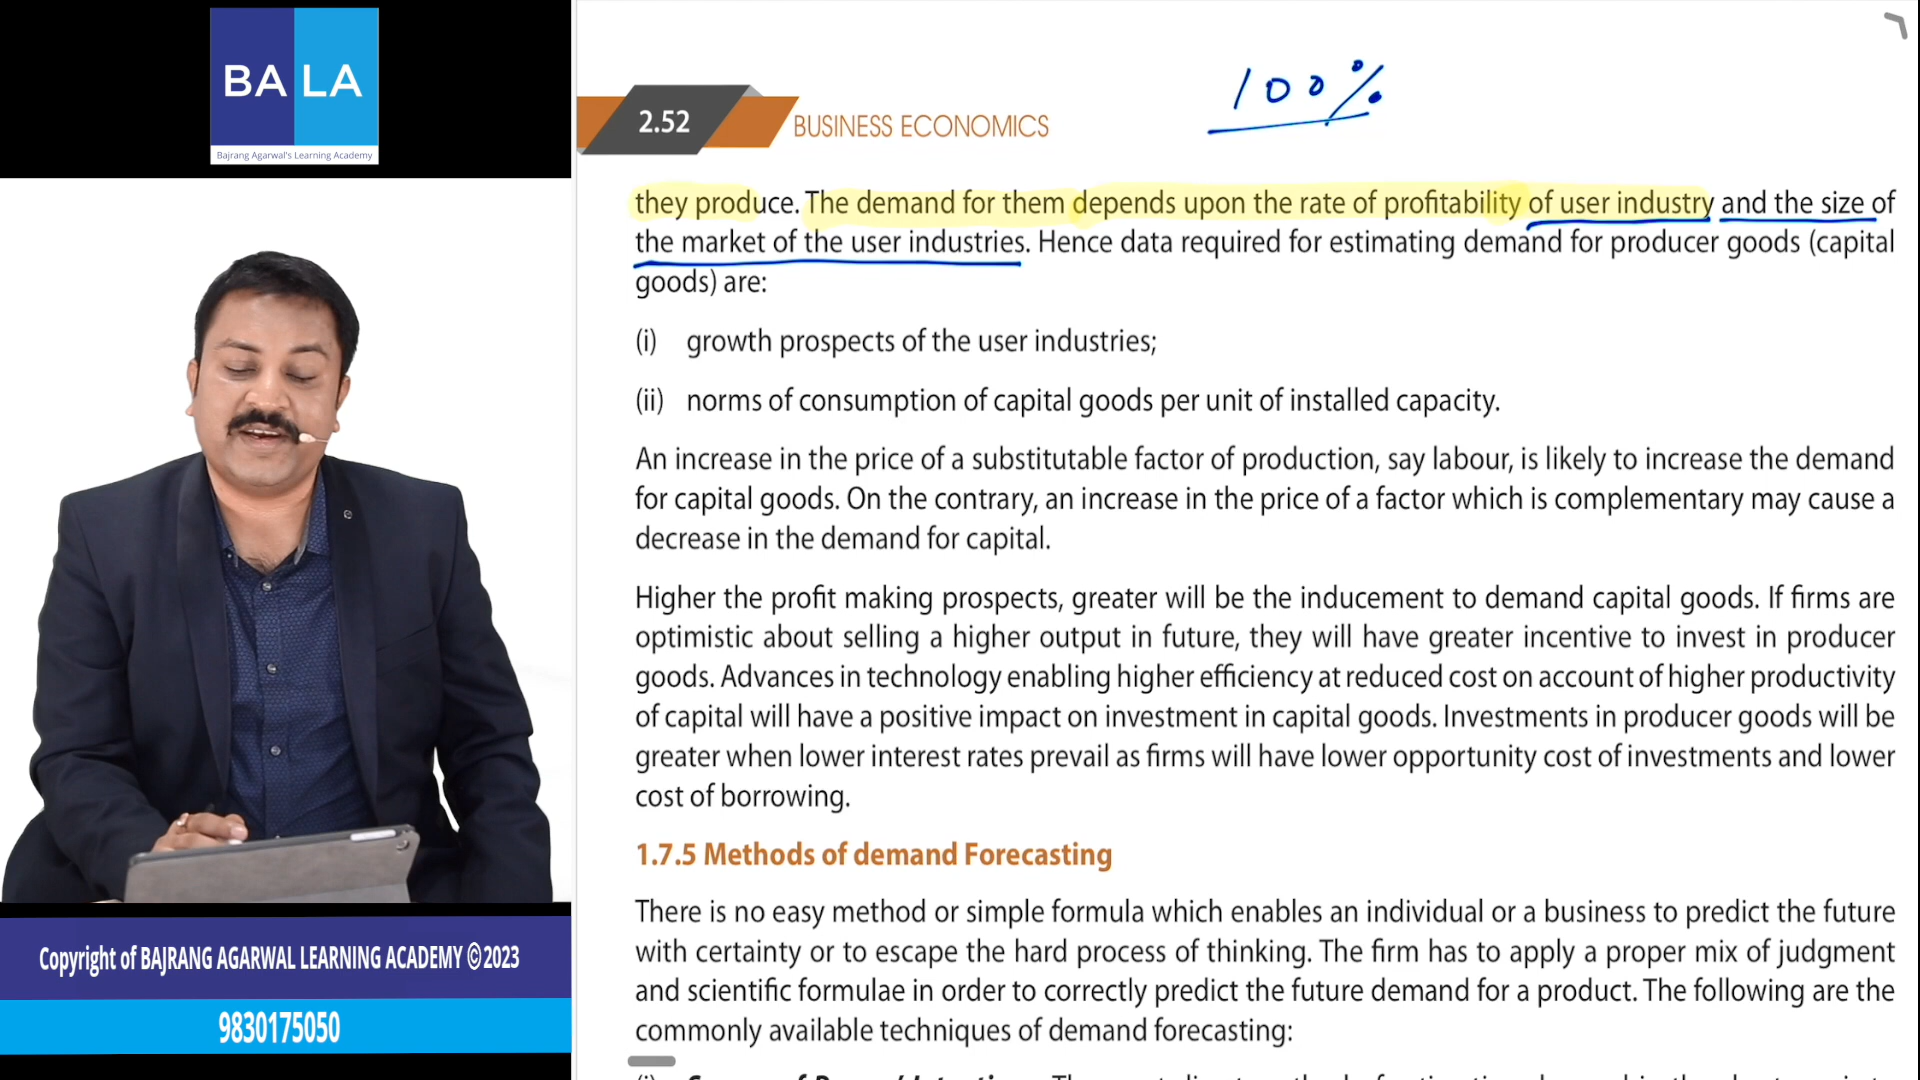 BA LA
Bajrang Agarwal's Learning Academy
2.52
BUSINESS ECONOMICS
100%
they produce. The demand for them depends upon the rate of profitability of user industry and the size of
the market of the user industries. Hence data required for estimating demand for producer goods (capital
goods) are:
(i) growth prospects of the user industries;
(ii) norms of consumption of capital goods per unit of installed capacity.
An increase in the price of a substitutable factor of production, say labour, is likely to increase the demand
for capital goods. On the contrary, an increase in the price of a factor which is complementary may cause a
decrease in the demand for capital.
Higher the profit making prospects, greater will be the inducement to demand capital goods. If firms are
optimistic about selling a higher output in future, they will have greater incentive to invest in producer
goods. Advances in technology enabling higher efficiency at reduced cost on account of higher productivity
of capital will have a positive impact on investment in capital goods. Investments in producer goods will be
greater when lower interest rates prevail as firms will have lower opportunity cost of investments and lower
cost of borrowing.
1.7.5 Methods of demand Forecasting
There is no easy method or simple formula which enables an individual or a business to predict the future
with certainty or to escape the hard process of thinking. The firm has to apply a proper mix of judgment
and scientific formulae in order to correctly predict the future demand for a product. The following are the
commonly available techniques of demand forecasting:
Copyright of BAJRANG AGARWAL LEARNING ACADEMY ©2023
9830175050